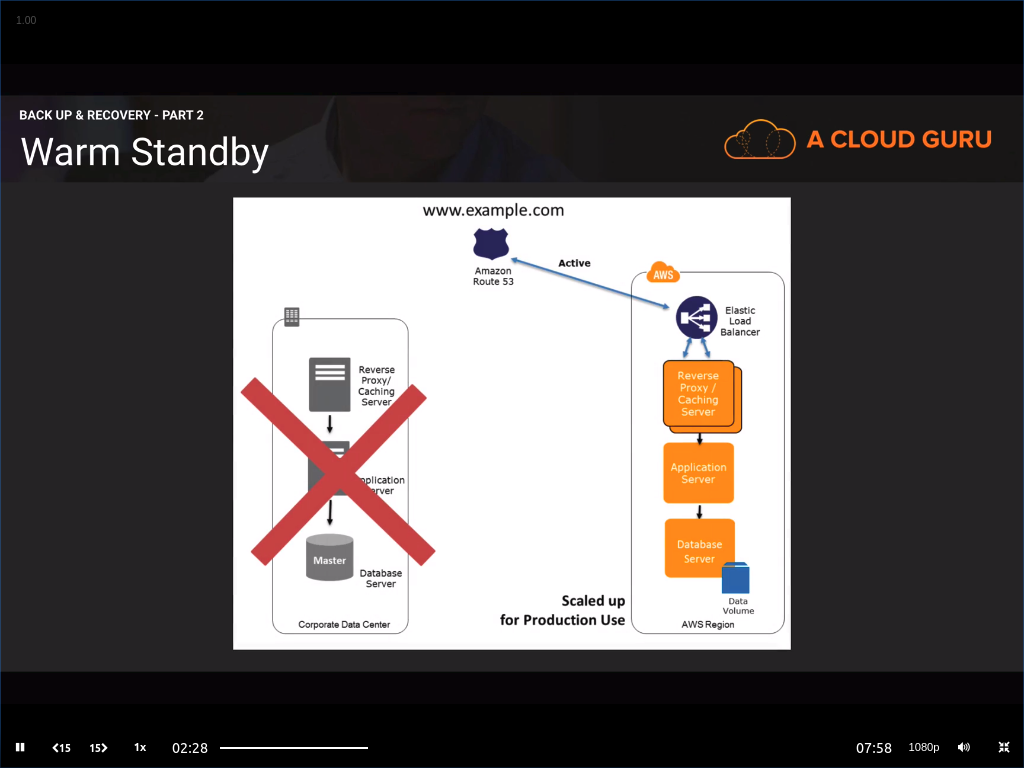 1.00
BACK UP & RECOVERY - PART 2
Warm Standby
A CLOUD GURU
www.example.com
Amazon
Route 53
Active
AWS
Elastic
Load
Balancer
Reverse
Proxy/
Caching
Server
Reverse
Proxy /
Caching
Server
Application
Server
Application
Server
Master
Database
Server
Database
Server
Data
Volume
Scaled up
for Production Use
Corporate Data Center
AWS Region
15
15
1x
02:28
07:58
1080p